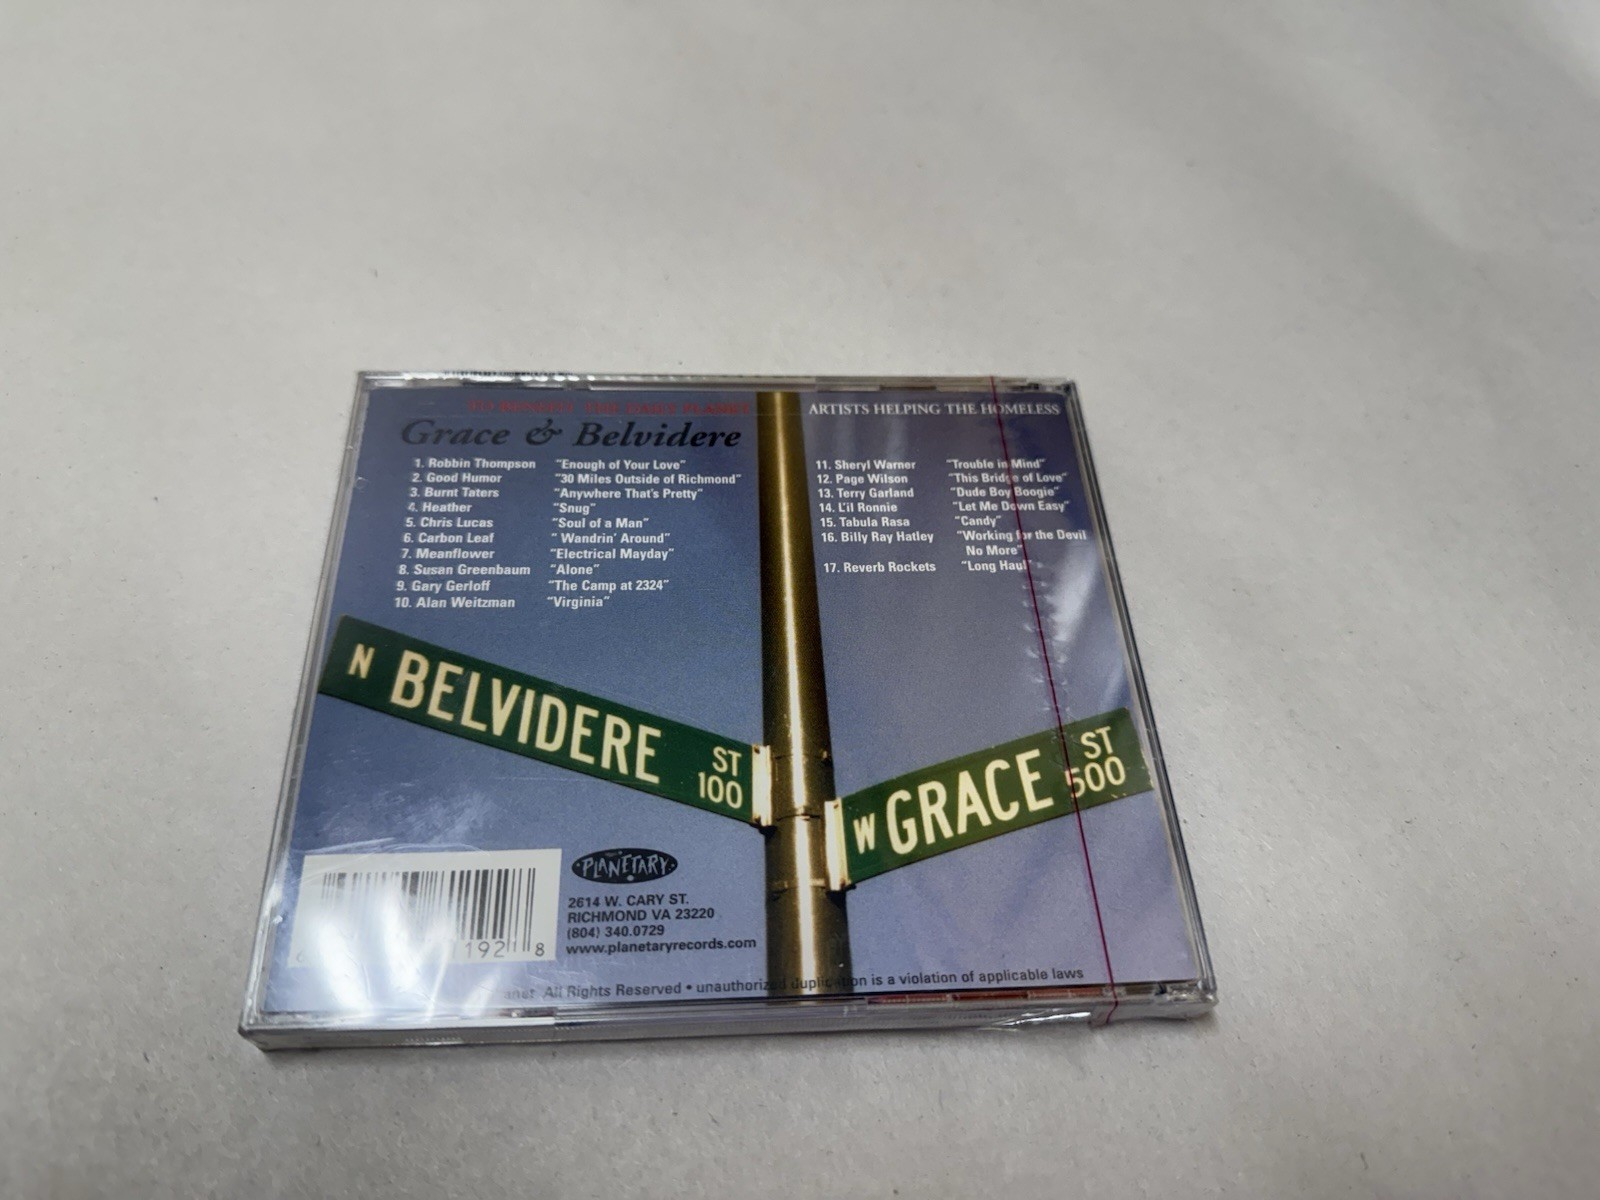 TO BENEFIT THE DAILY PLANET
ARTISTS HELPING THE HOMELESS
Grace & Belvidere
1. Robbin Thompson "Enough of Your Love"
2. Good Humor "30 Miles Outside of Richmond"
3. Burnt Taters "Anywhere That's Pretty"
4. Heather "Snug"
5. Chris Lucas "Soul of a Man"
6. Carbon Leaf " Wandrin' Around"
7. Meanflower "Electrical Mayday"
8. Susan Greenbaum "Alone"
9. Gary Gerloff "The Camp at 2324"
10. Alan Weitzman "Virginia"
11. Sheryl Warner "Trouble in Mind"
12. Page Wilson "This Bridge of Love"
13. Terry Garland "Dude Boy Boogie"
14. L'il Ronnie "Let Me Down Easy"
15. Tabula Rasa "Candy"
16. Billy Ray Hatley "Working for the Devil
No More"
17. Reverb Rockets "Long Haul"
N BELVIDERE ST 100
W GRACE ST 500
PLANETARY
2614 W. CARY ST.
RICHMOND VA 23220
(804) 340.0729
www.planetaryrecords.com
All Rights Reserved • unauthorized duplication is a violation of applicable laws